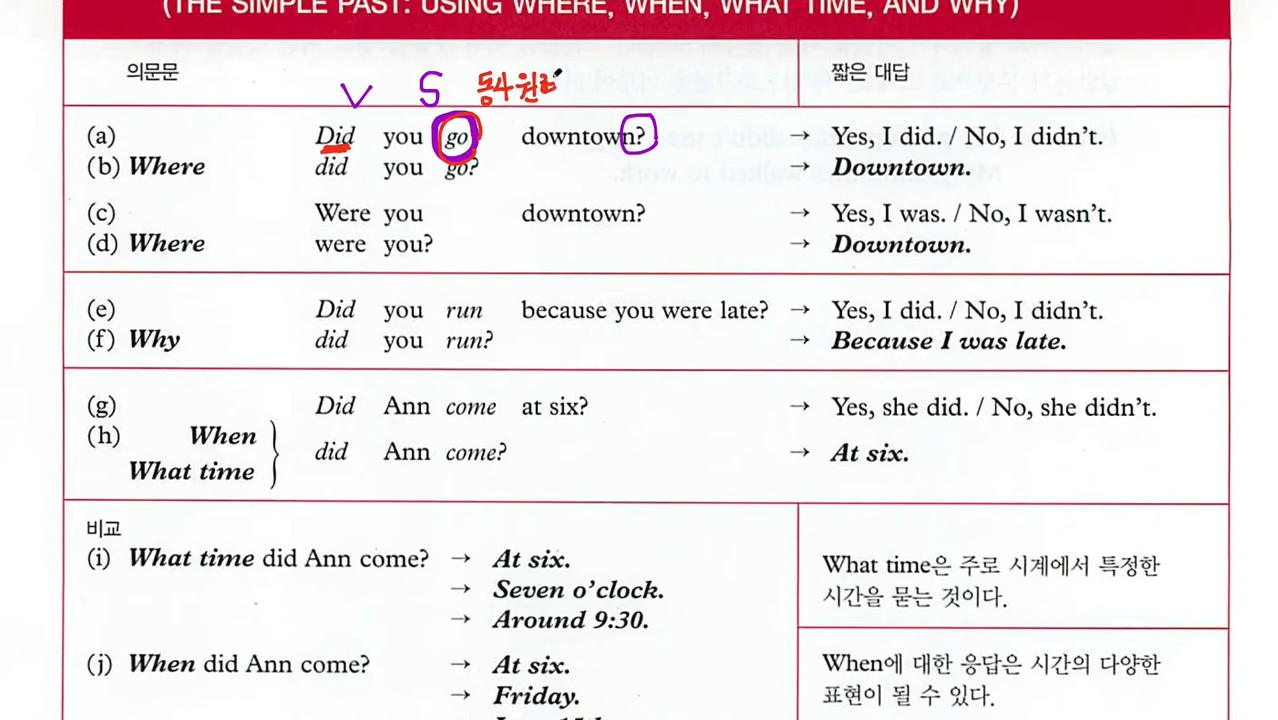 (THE SIMPLE PAST: USING WHERE, WHEN, WHAT TIME, AND WHY)
의문문 짧은 대답
V S 동사원형
(a) Did you go downtown? → Yes, I did. / No, I didn't.
(b) Where did you go? → Downtown.
(c) Were you downtown? → Yes, I was. / No, I wasn't.
(d) Where were you? → Downtown.
(e) Did you run because you were late? → Yes, I did. / No, I didn't.
(f) Why did you run? → Because I was late.
(g) Did Ann come at six? → Yes, she did. / No, she didn't.
(h) When
What time } did Ann come? → At six.
비교
(i) What time did Ann come? → At six.
→ Seven o'clock.
→ Around 9:30.
What time은 주로 시계에서 특정한
시간을 묻는 것이다.
(j) When did Ann come? → At six.
→ Friday.
When에 대한 응답은 시간의 다양한
표현이 될 수 있다.